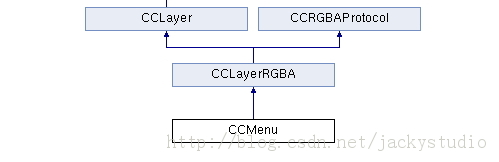 CCLayer
CCRGBAProtocol
CCLayerRGBA
CCMenu
http://blog.csdn.net/jackystudio